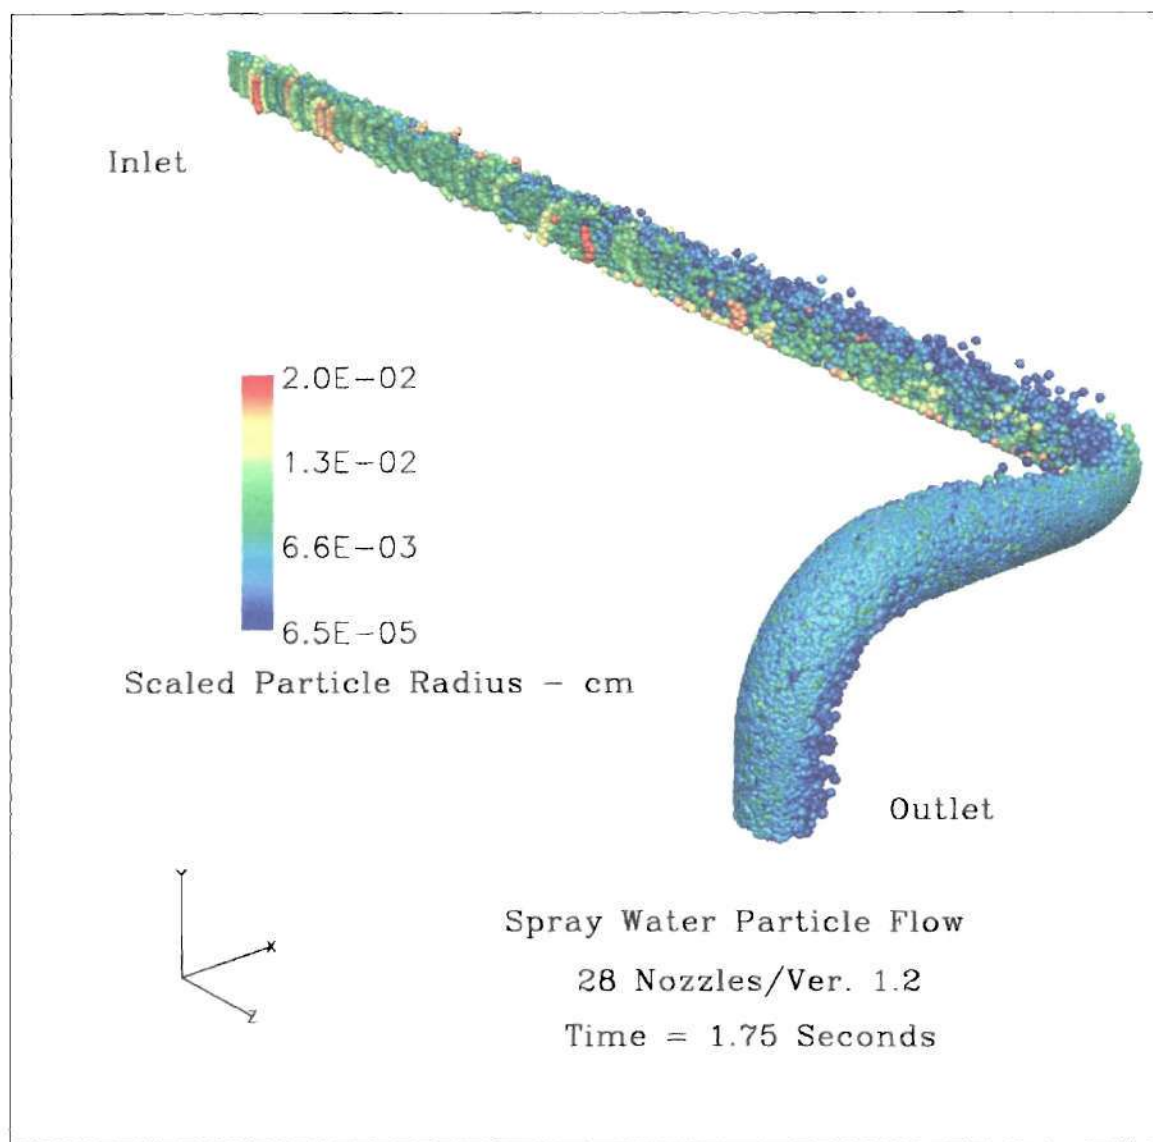 Inlet
2.0E-02
1.3E-02
6.6E-03
6.5E-05
Scaled Particle Radius - cm
Outlet
Y
X
Z
Spray Water Particle Flow
28 Nozzles/Ver. 1.2
Time = 1.75 Seconds